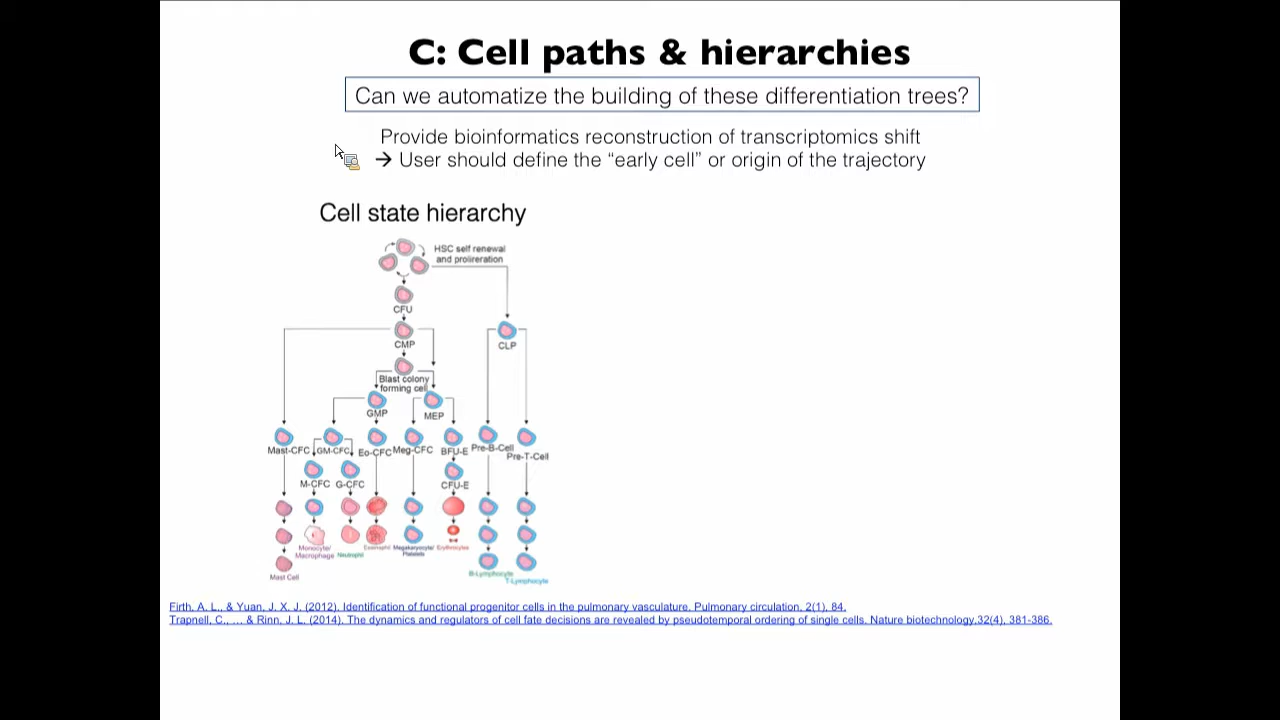 C: Cell paths & hierarchies
Can we automatize the building of these differentiation trees?
Provide bioinformatics reconstruction of transcriptomics shift
→ User should define the “early cell” or origin of the trajectory
Cell state hierarchy
HSC self renewal
and proliferation
CFU
CMP
CLP
Blast colony
forming cell
GMP
MEP
Mast-CFC
GM-CFC
Eo-CFC
Meg-CFC
BFU-E
Pre-B-Cell
Pre-T-Cell
M-CFC
G-CFC
CFU-E
Monocyte/
Macrophage
Neutrophil
Eosinophil
Megakaryocyte/
Platelets
Erythrocytes
Mast Cell
B-Lymphocyte
T-Lymphocyte
Firth, A. L., & Yuan, J. X. J. (2012). Identification of functional progenitor cells in the pulmonary vasculature. Pulmonary circulation, 2(1), 84.
Trapnell, C., ... & Rinn, J. L. (2014). The dynamics and regulators of cell fate decisions are revealed by pseudotemporal ordering of single cells. Nature biotechnology,32(4), 381-386.